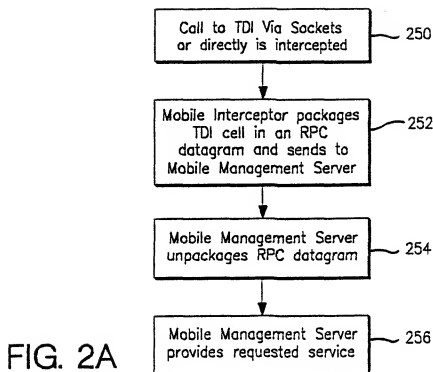 Call to TDI Via Sockets
or directly is intercepted
250
Mobile Interceptor packages
TDI cell in an RPC
datagram and sends to
Mobile Management Server
252
Mobile Management Server
unpackages RPC datagram
254
Mobile Management Server
provides requested service
256
FIG. 2A